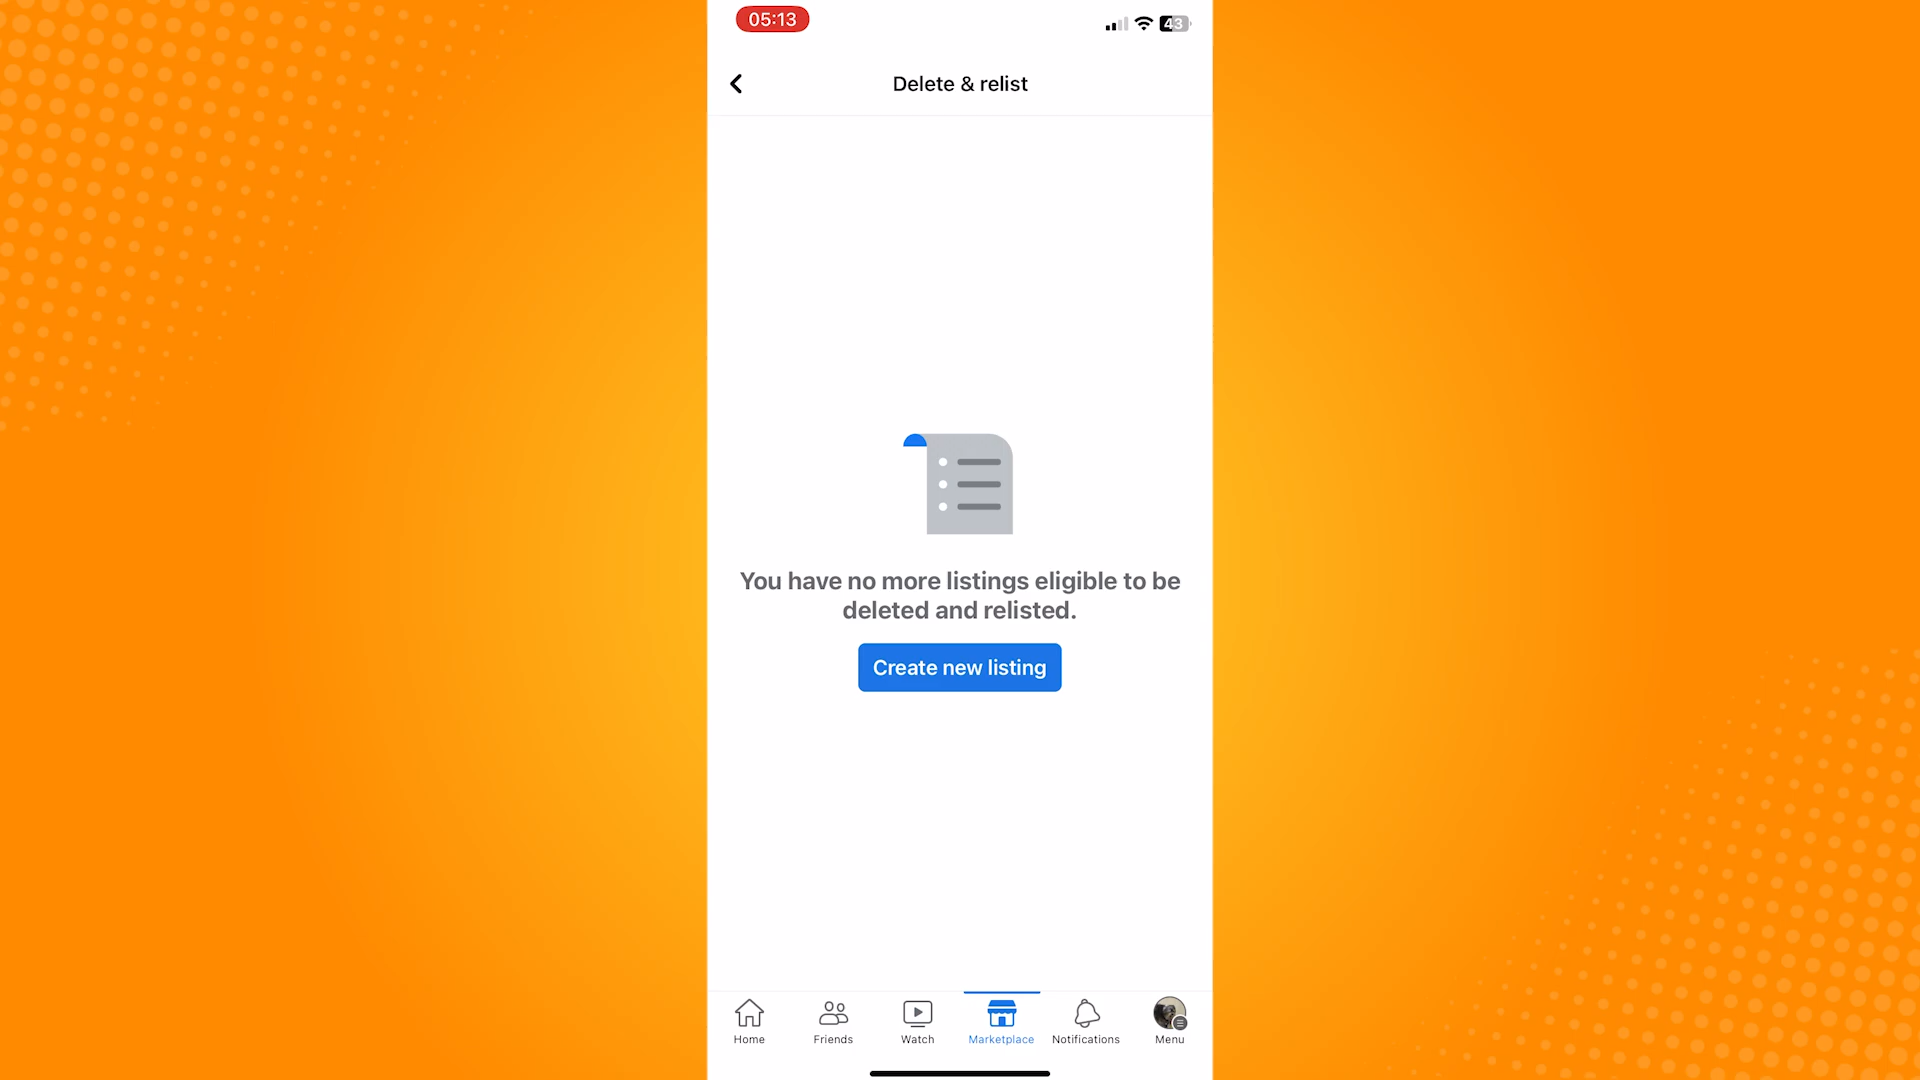 05:13
43
Delete & relist
You have no more listings eligible to be
deleted and relisted.
Create new listing
Home
Friends
Watch
Marketplace
Notifications
Menu